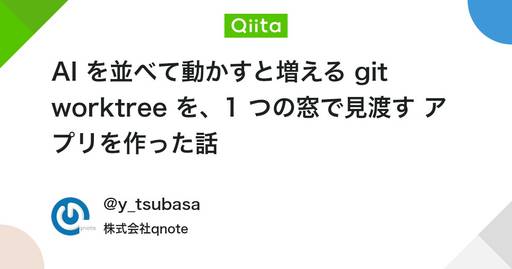 Qiita
AI を並べて動かすと増える git
worktree を、1 つの窓で見渡す ア
プリを作った話
@y_tsubasa
qnote
株式会社qnote